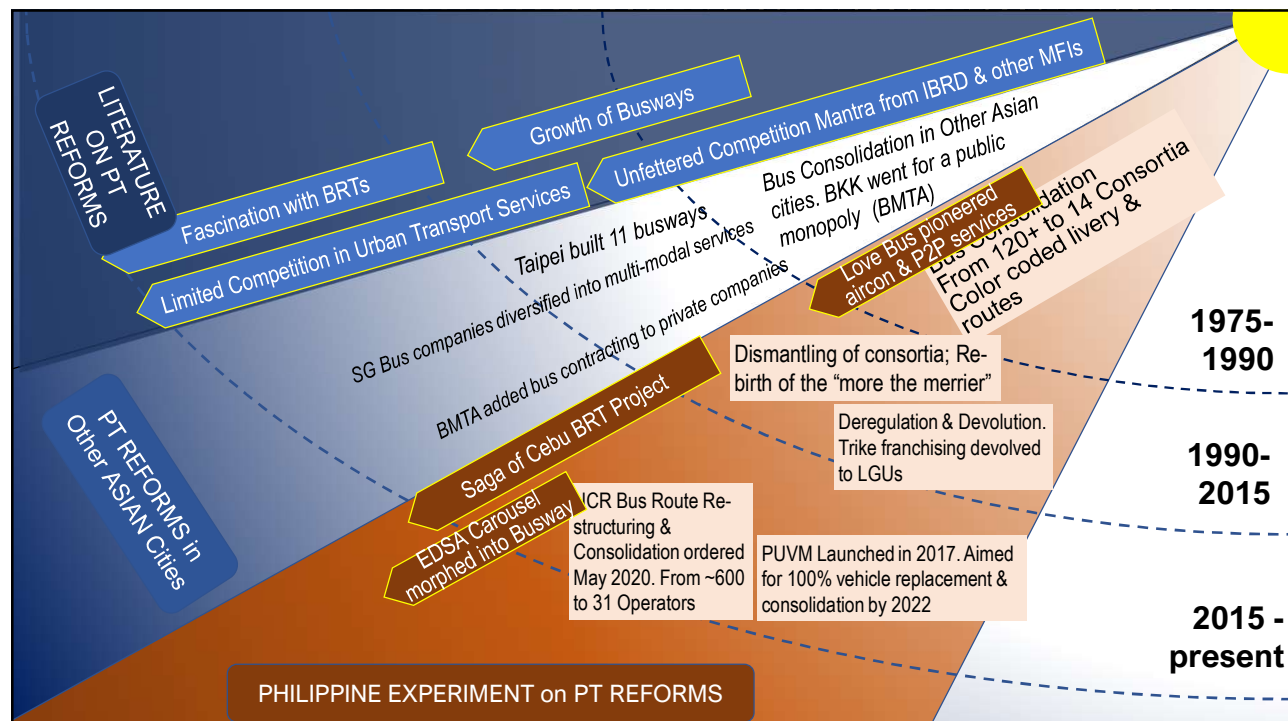 LITERATURE
ON PT
REFORMS
Fascination with BRTs
Growth of Busways
Limited Competition in Urban Transport Services
Unfettered Competition Mantra from IBRD & other MFIs
Taipei built 11 busways
SG Bus companies diversified into multi-modal services
BMTA added bus contracting to private companies
Bus Consolidation in Other Asian
cities. BKK went for a public
monopoly (BMTA)
PT REFORMS in
Other ASIAN Cities
Love Bus pioneered
aircon & P2P services
From 120+ to 14 Consortia
Color coded livery &
routes
Dismantling of consortia; Re-
birth of the “more the merrier”
Deregulation & Devolution.
Trike franchising devolved
to LGUs
Saga of Cebu BRT Project
EDSA Carousel
morphed into Busway
Bus Route Re-
structuring &
Consolidation ordered
May 2020. From ~600
to 31 Operators
PUVM Launched in 2017. Aimed
for 100% vehicle replacement &
consolidation by 2022
PHILIPPINE EXPERIMENT on PT REFORMS
1975-
1990
1990-
2015
2015 -
present